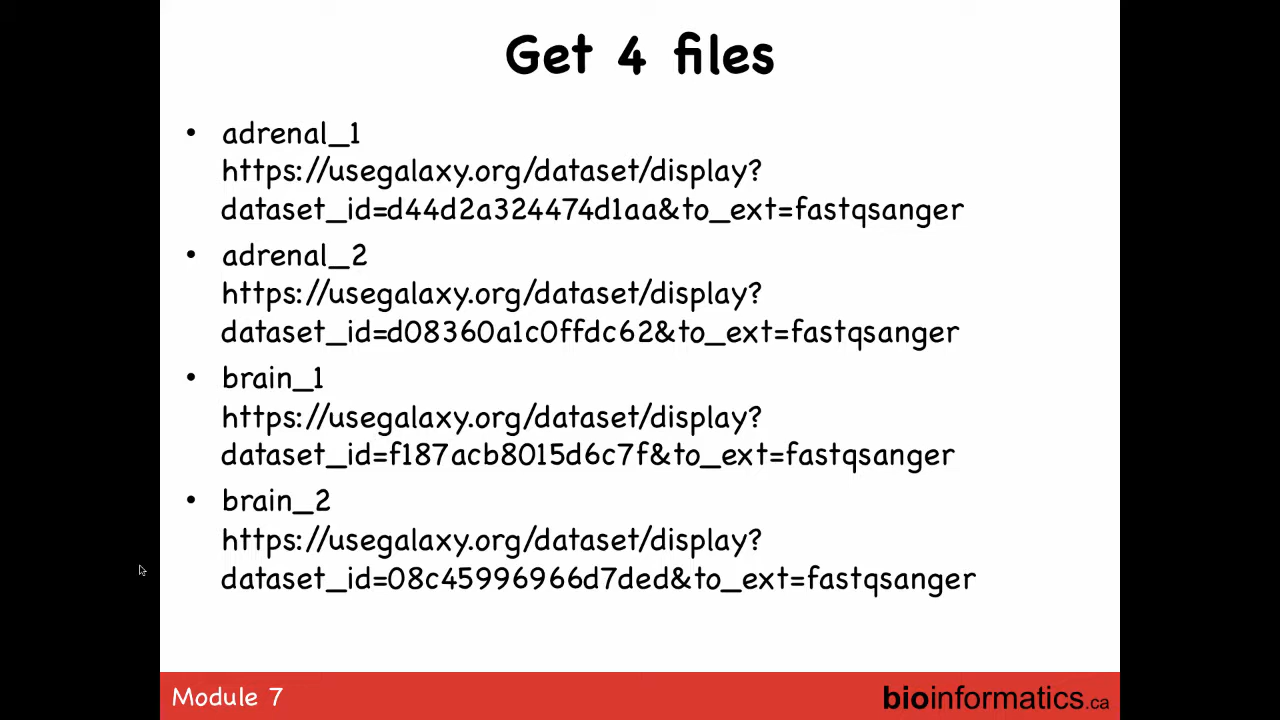 Get 4 files
• adrenal_1
https://usegalaxy.org/dataset/display?
dataset_id=d44d2a324474d1aa&to_ext=fastqsanger
• adrenal_2
https://usegalaxy.org/dataset/display?
dataset_id=d08360a1c0ffdc62&to_ext=fastqsanger
• brain_1
https://usegalaxy.org/dataset/display?
dataset_id=f187acb8015d6c7f&to_ext=fastqsanger
• brain_2
https://usegalaxy.org/dataset/display?
dataset_id=08c45996966d7ded&to_ext=fastqsanger
Module 7
bioinformatics.ca